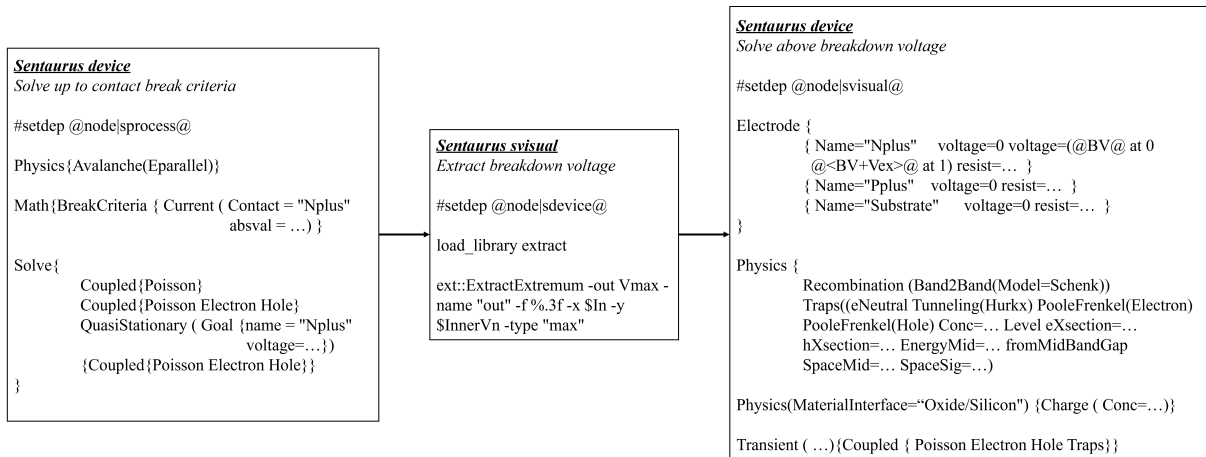 Sentaurus device
Solve up to contact break criteria
#setdep @node|sprocess@
Physics{Avalanche(Eparallel)}
Math{BreakCriteria { Current ( Contact = "Nplus"
absval = …) }
Solve{
Coupled{Poisson}
Coupled{Poisson Electron Hole}
QuasiStationary ( Goal {name = "Nplus"
voltage=…})
{Coupled{Poisson Electron Hole}}
}
Sentaurus svisual
Extract breakdown voltage
#setdep @node|sdevice@
load_library extract
ext::ExtractExtremum -out Vmax -
name "out" -f %.3f -x $In -y
$InnerVn -type "max"
Sentaurus device
Solve above breakdown voltage
#setdep @node|svisual@
Electrode {
{ Name="Nplus" voltage=0 voltage=(@BV@ at 0
@<BV+Vex>@ at 1) resist=… }
{ Name="Pplus" voltage=0 resist=… }
{ Name="Substrate" voltage=0 resist=… }
}
Physics {
Recombination (Band2Band(Model=Schenk))
Traps((eNeutral Tunneling(Hurkx) PooleFrenkel(Electron)
PooleFrenkel(Hole) Conc=… Level eXsection=…
hXsection=… EnergyMid=… fromMidBandGap
SpaceMid=… SpaceSig=…)
Physics(MaterialInterface=“Oxide/Silicon") {Charge ( Conc=…)}
Transient ( …){Coupled { Poisson Electron Hole Traps}}